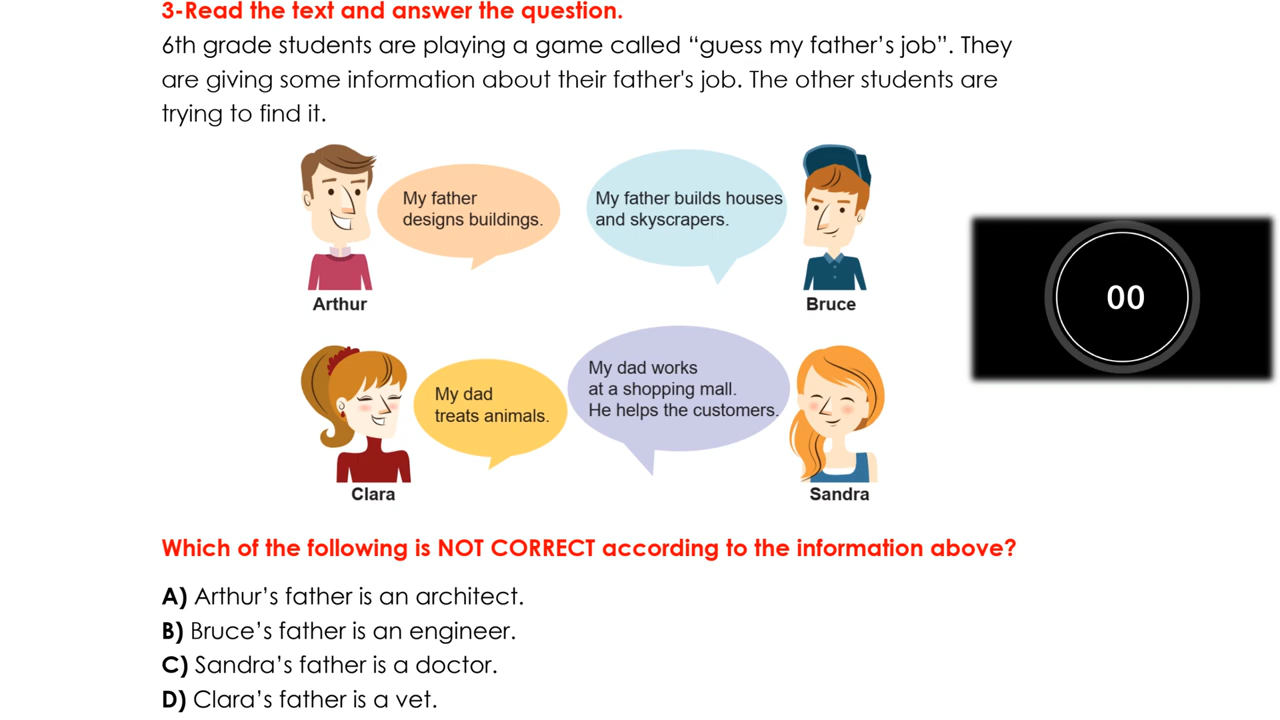 3-Read the text and answer the question.
6th grade students are playing a game called “guess my father’s job”. They
are giving some information about their father's job. The other students are
trying to find it.
My father
designs buildings.
My father builds houses
and skyscrapers.
Arthur
Bruce
00
My dad
treats animals.
My dad works
at a shopping mall.
He helps the customers.
Clara
Sandra
Which of the following is NOT CORRECT according to the information above?
A) Arthur’s father is an architect.
B) Bruce’s father is an engineer.
C) Sandra’s father is a doctor.
D) Clara’s father is a vet.